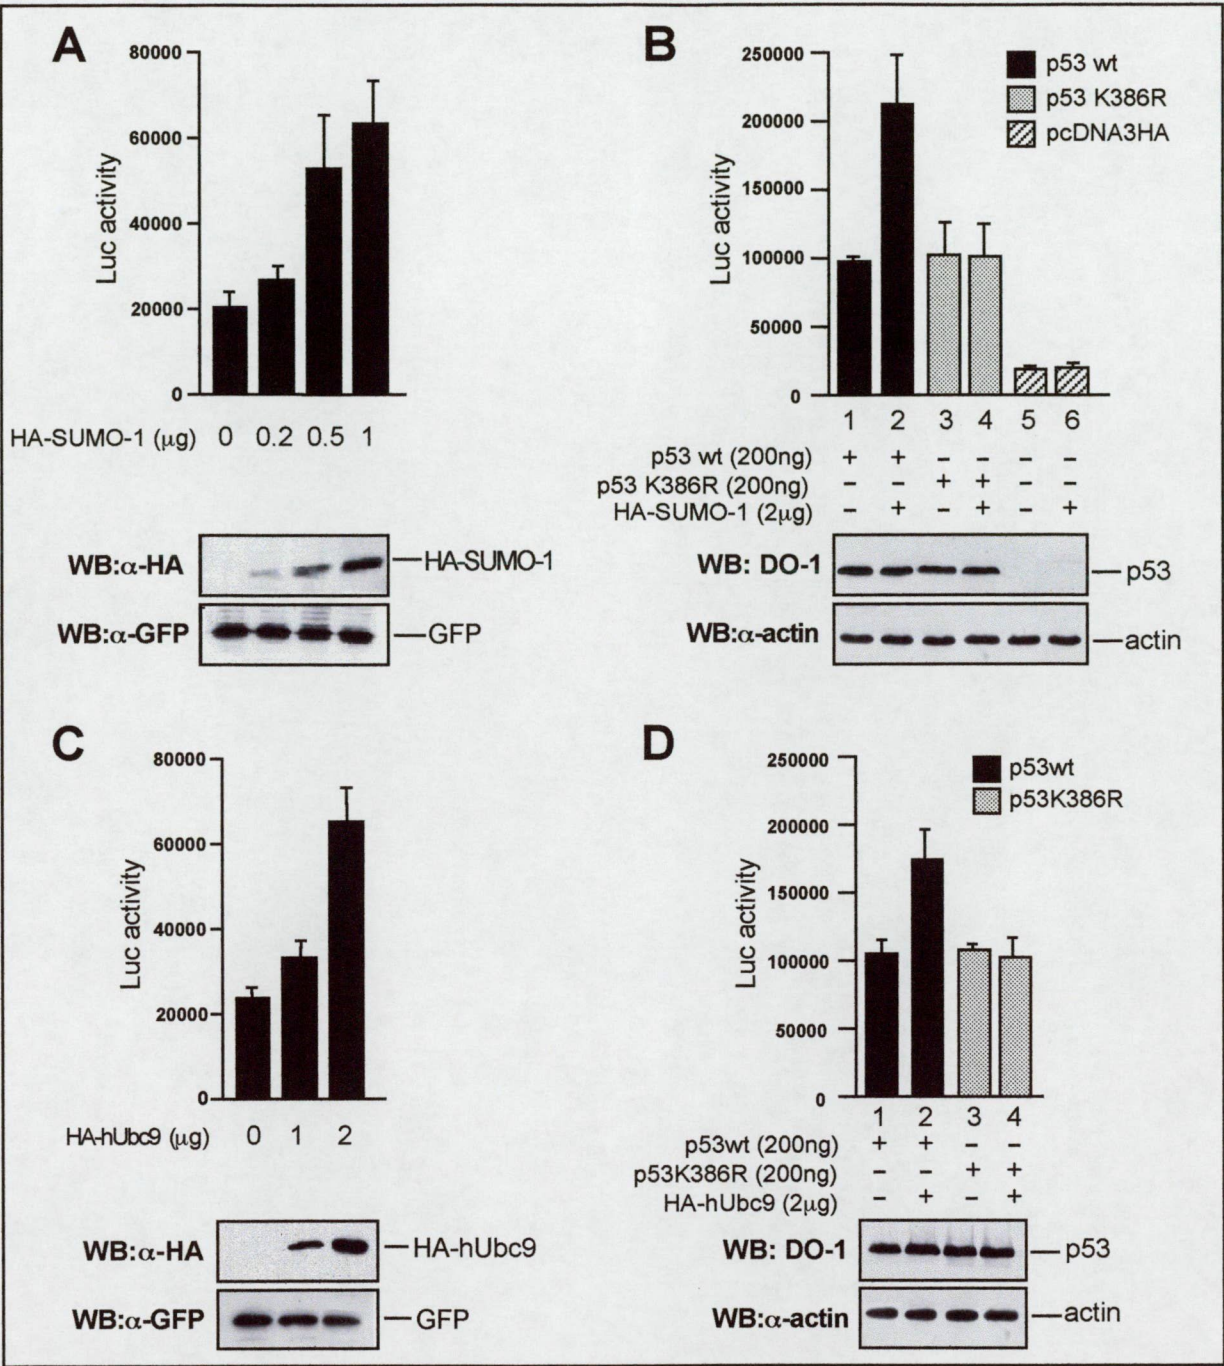 A
80000
60000
40000
20000
0
Luc activity
HA-SUMO-1 (μg) 0 0.2 0.5 1
WB:α-HA
HA-SUMO-1
WB:α-GFP
GFP
B
250000
200000
150000
100000
50000
0
Luc activity
p53 wt
p53 K386R
pcDNA3HA
1 2 3 4 5 6
p53 wt (200ng) + + – – – –
p53 K386R (200ng) – – + + – –
HA-SUMO-1 (2μg) – + – + – +
WB: DO-1
p53
WB:α-actin
actin
C
80000
60000
40000
20000
0
Luc activity
HA-hUbc9 (μg) 0 1 2
WB:α-HA
HA-hUbc9
WB:α-GFP
GFP
D
250000
200000
150000
100000
50000
0
Luc activity
p53wt
p53K386R
1 2 3 4
p53wt (200ng) + + – –
p53K386R (200ng) – – + +
HA-hUbc9 (2μg) – + – +
WB: DO-1
p53
WB:α-actin
actin